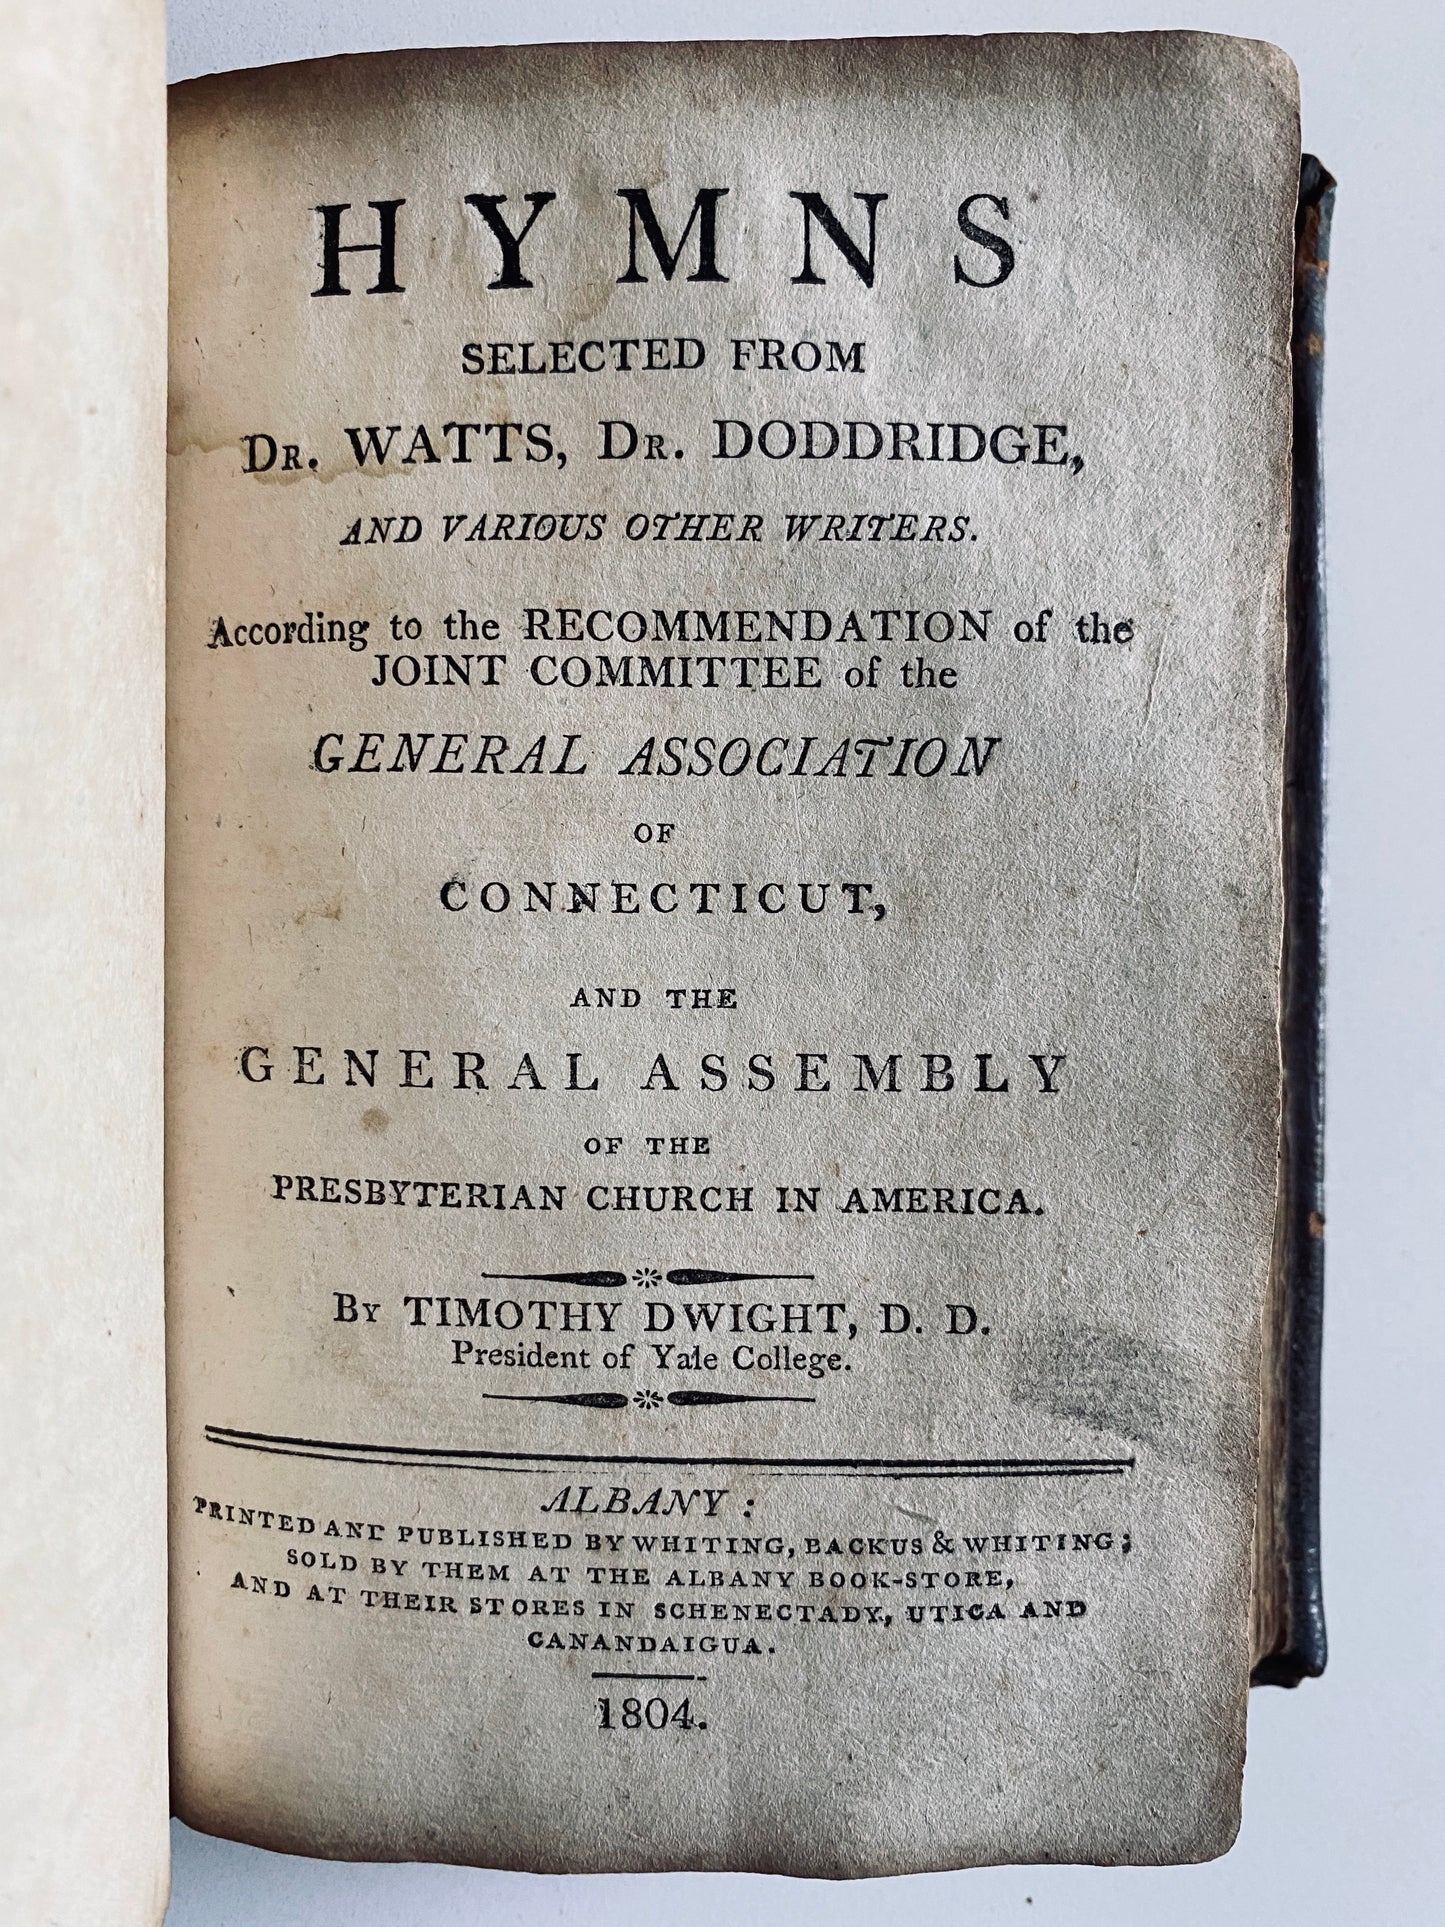 HYMNS
SELECTED FROM
DR. WATTS, DR. DODDRIDGE,
AND VARIOUS OTHER WRITERS.
According to the RECOMMENDATION of the
JOINT COMMITTEE of the
GENERAL ASSOCIATION
OF
CONNECTICUT,
AND THE
GENERAL ASSEMBLY
OF THE
PRESBYTERIAN CHURCH IN AMERICA.
By TIMOTHY DWIGHT, D. D.
President of Yale College.
ALBANY:
PRINTED AND PUBLISHED BY WHITING, BACKUS & WHITING;
SOLD BY THEM AT THE ALBANY BOOK-STORE,
AND AT THEIR STORES IN SCHENECTADY, UTICA AND
CANANDAIGUA.
1804.